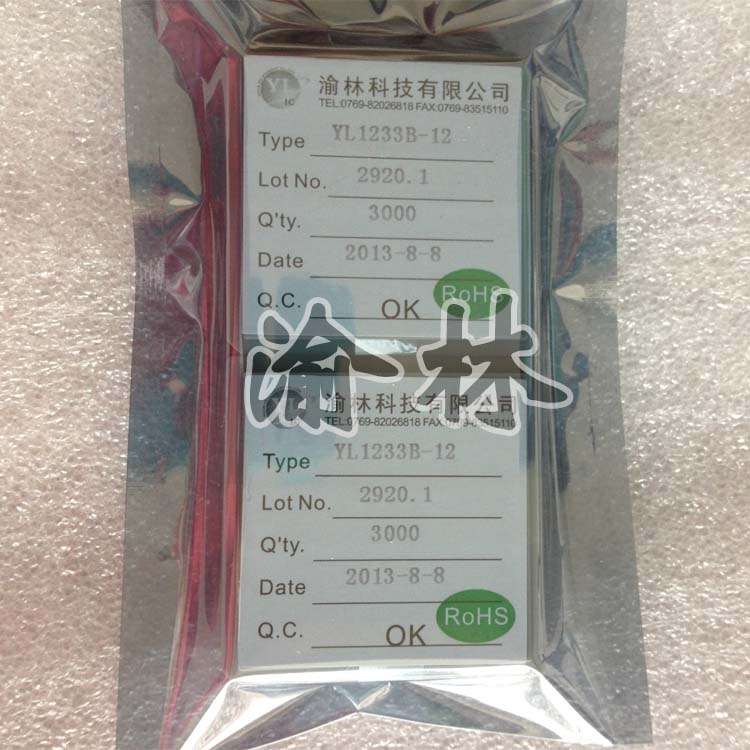 YL
IC
渝林科技有限公司
TEL:0769-82026818 FAX:0769-83515110
Type YL1233B-12
Lot No. 2920.1
Q'ty. 3000
Date 2013-8-8
Q.C. OK RoHS
渝林
YL
渝林科技有限公司
TEL:0769-82026818 FAX:0769-83515110
Type YL1233B-12
Lot No. 2920.1
Q'ty. 3000
Date 2013-8-8
Q.C. OK RoHS